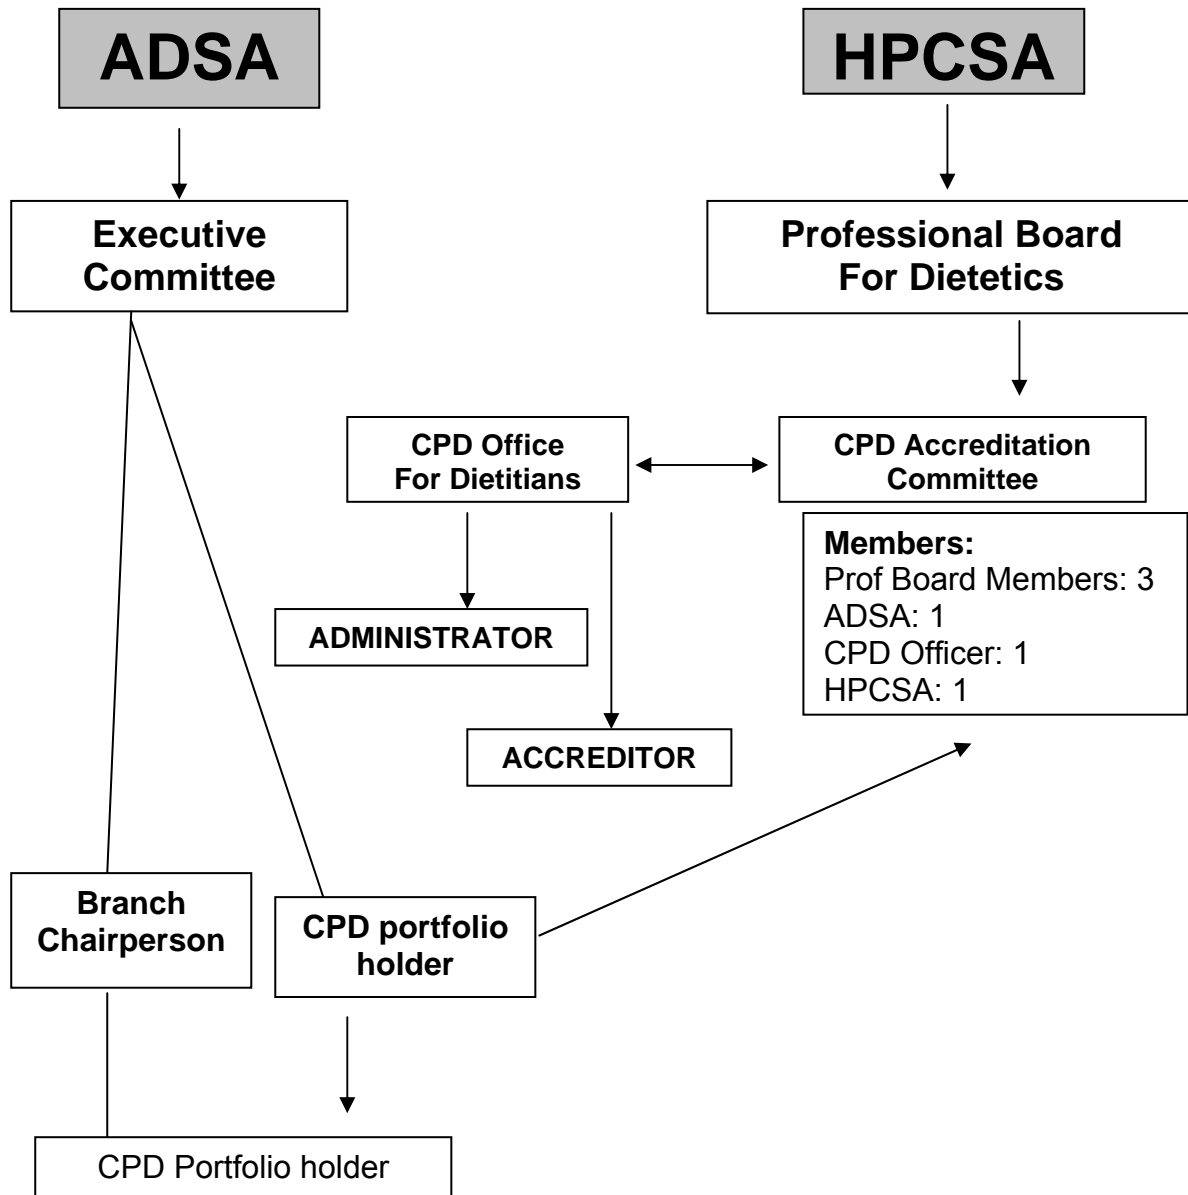 ADSA
HPCSA
Executive
Committee
Professional Board
For Dietetics
CPD Office
For Dietitians
CPD Accreditation
Committee
Members:
Prof Board Members: 3
ADSA: 1
CPD Officer: 1
HPCSA: 1
ADMINISTRATOR
ACCREDITOR
Branch
Chairperson
CPD portfolio
holder
CPD Portfolio holder